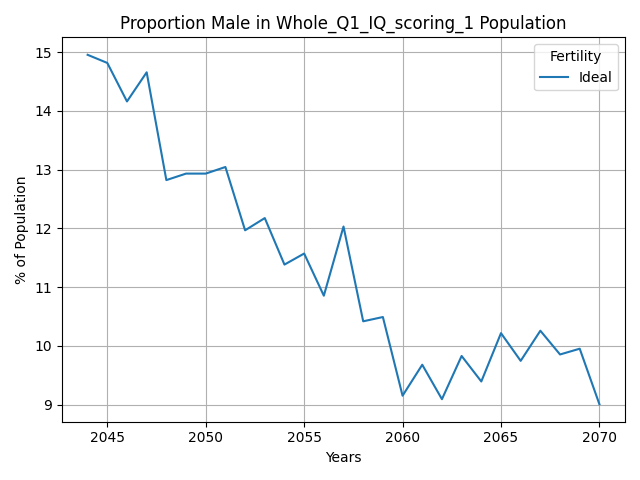 Proportion Male in Whole_Q1_IQ_scoring_1 Population
Fertility
Ideal
15
14
13
12
11
10
9
% of Population
2045 2050 2055 2060 2065 2070
Years